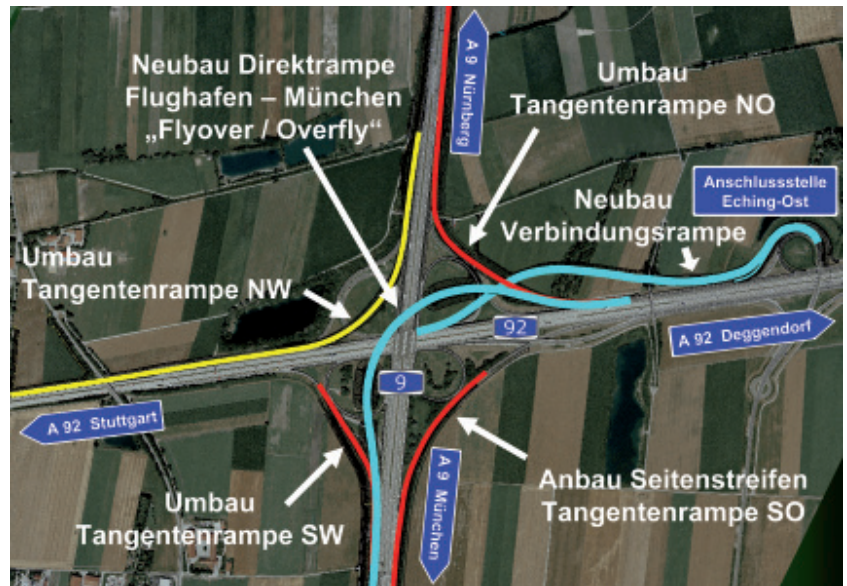 Neubau Direktrampe
Flughafen – München
„Flyover / Overfly“
A 9 Nürnberg
Umbau
Tangentenrampe NO
Anschlussstelle
Eching-Ost
Neubau
Verbindungsrampe
Umbau
Tangentenrampe NW
92
A 92 Deggendorf
9
A 92 Stuttgart
Umbau
Tangentenrampe SW
A 9 München
Anbau Seitenstreifen
Tangentenrampe SO